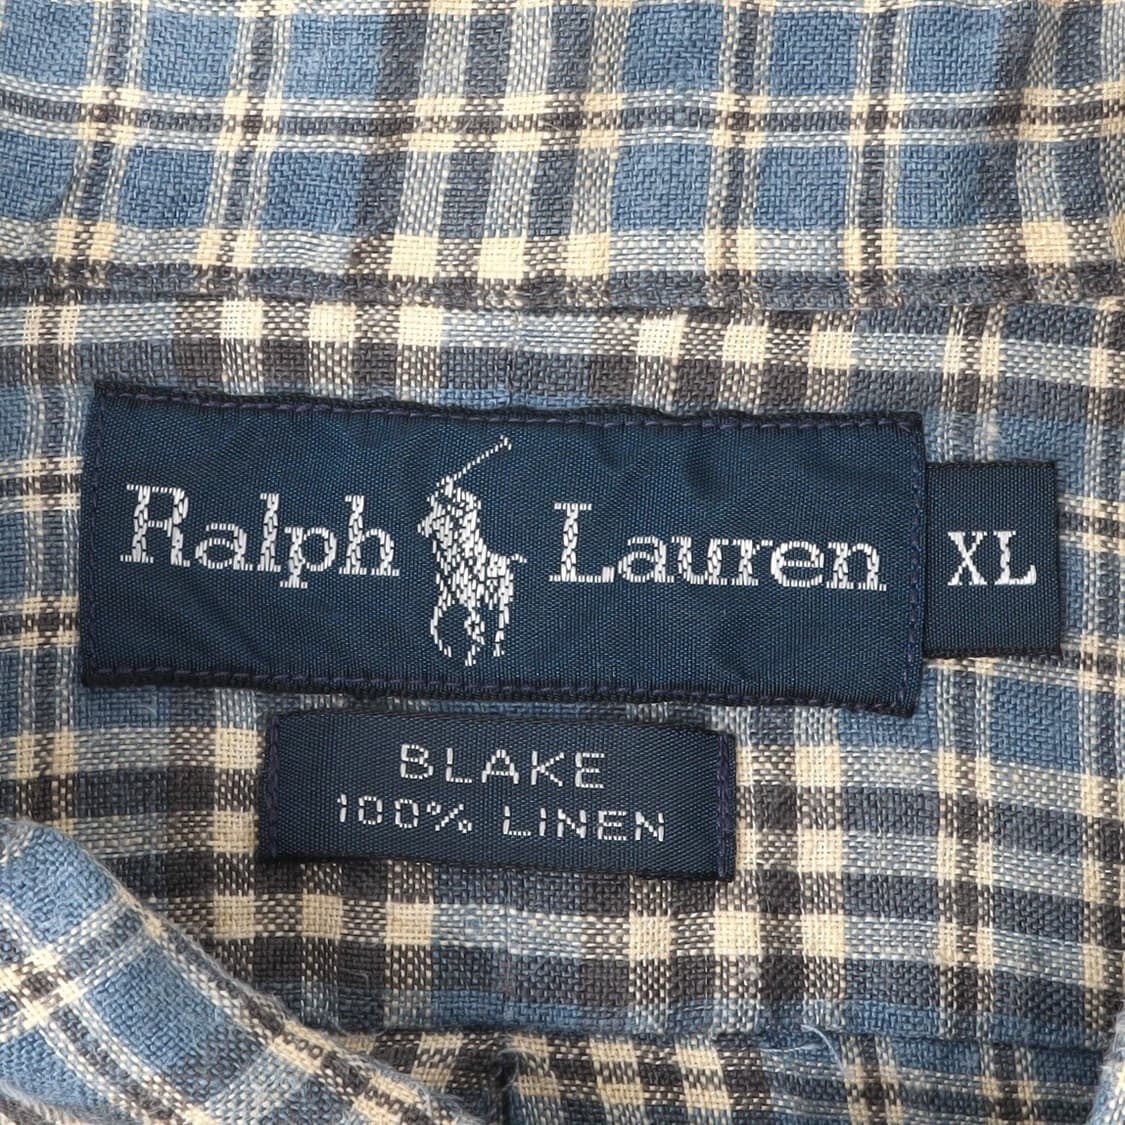 Ralph Lauren
XL
BLAKE
100% LINEN